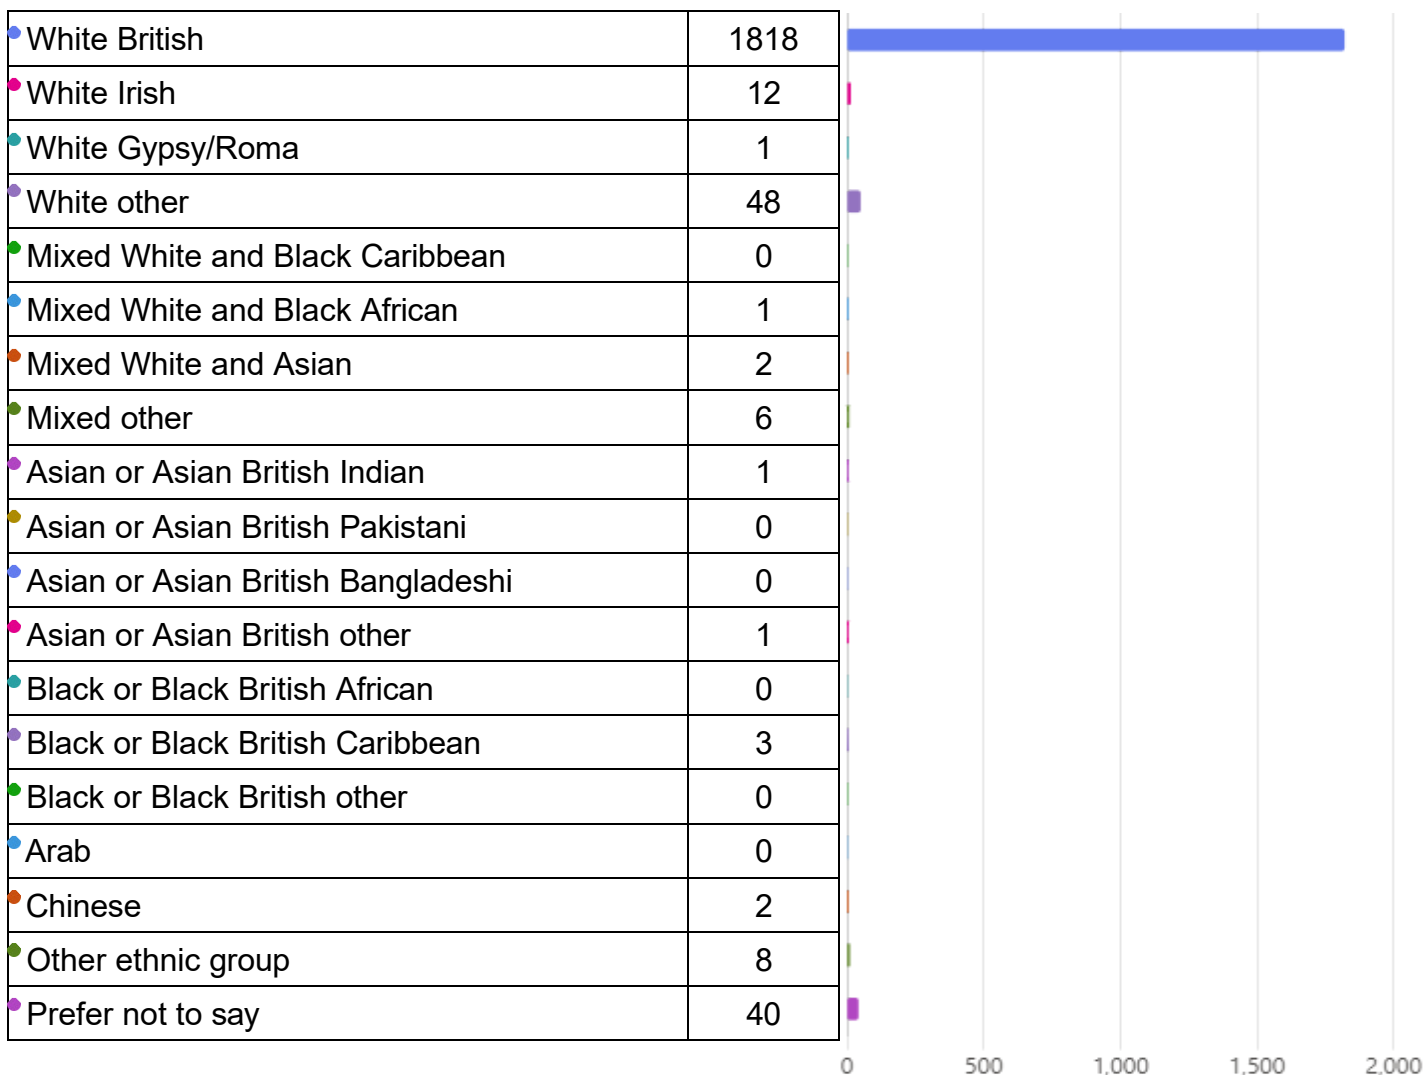 White British 1818
White Irish 12
White Gypsy/Roma 1
White other 48
Mixed White and Black Caribbean 0
Mixed White and Black African 1
Mixed White and Asian 2
Mixed other 6
Asian or Asian British Indian 1
Asian or Asian British Pakistani 0
Asian or Asian British Bangladeshi 0
Asian or Asian British other 1
Black or Black British African 0
Black or Black British Caribbean 3
Black or Black British other 0
Arab 0
Chinese 2
Other ethnic group 8
Prefer not to say 40
0 500 1,000 1,500 2,000